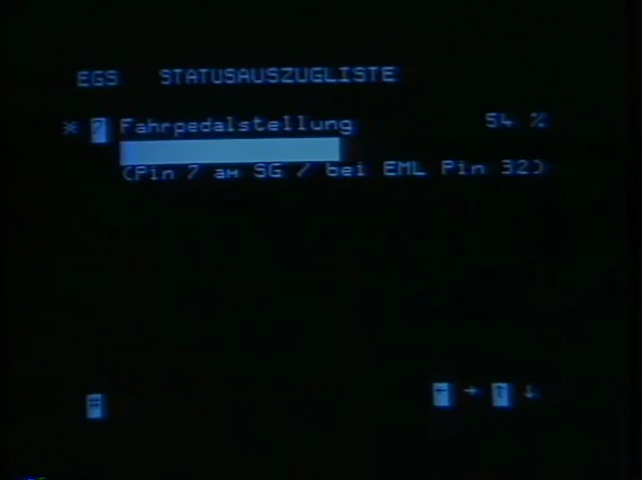 EGS STATUSAUSZUGLISTE
* 7 Fahrpedalstellung 54 %
(Pin 7 am SG / bei EML Pin 32)
= ← → ↑ ↓